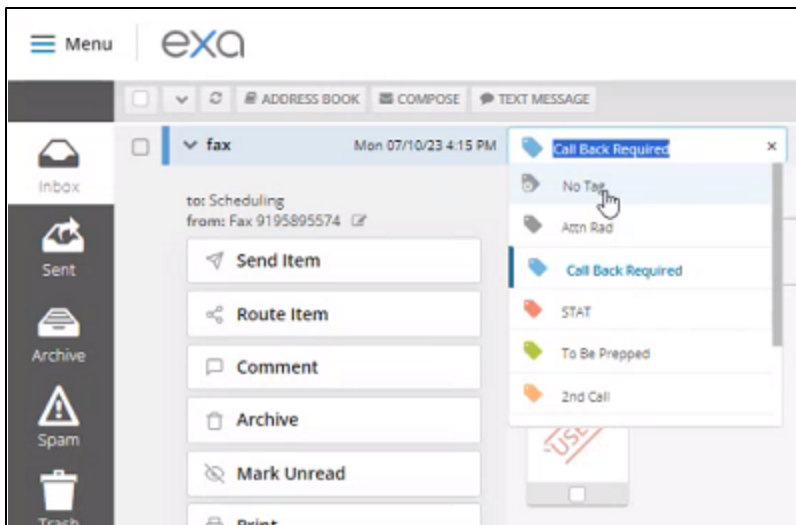 Menu
exa
ADDRESS BOOK
COMPOSE
TEXT MESSAGE
Inbox
Sent
Archive
Spam
Trash
fax
Mon 07/10/23 4:15 PM
to: Scheduling
from: Fax 9195895574
Send Item
Route Item
Comment
Archive
Mark Unread
Print
Call Back Required
No Tag
Attn Rad
Call Back Required
STAT
To Be Prepped
2nd Call
USE